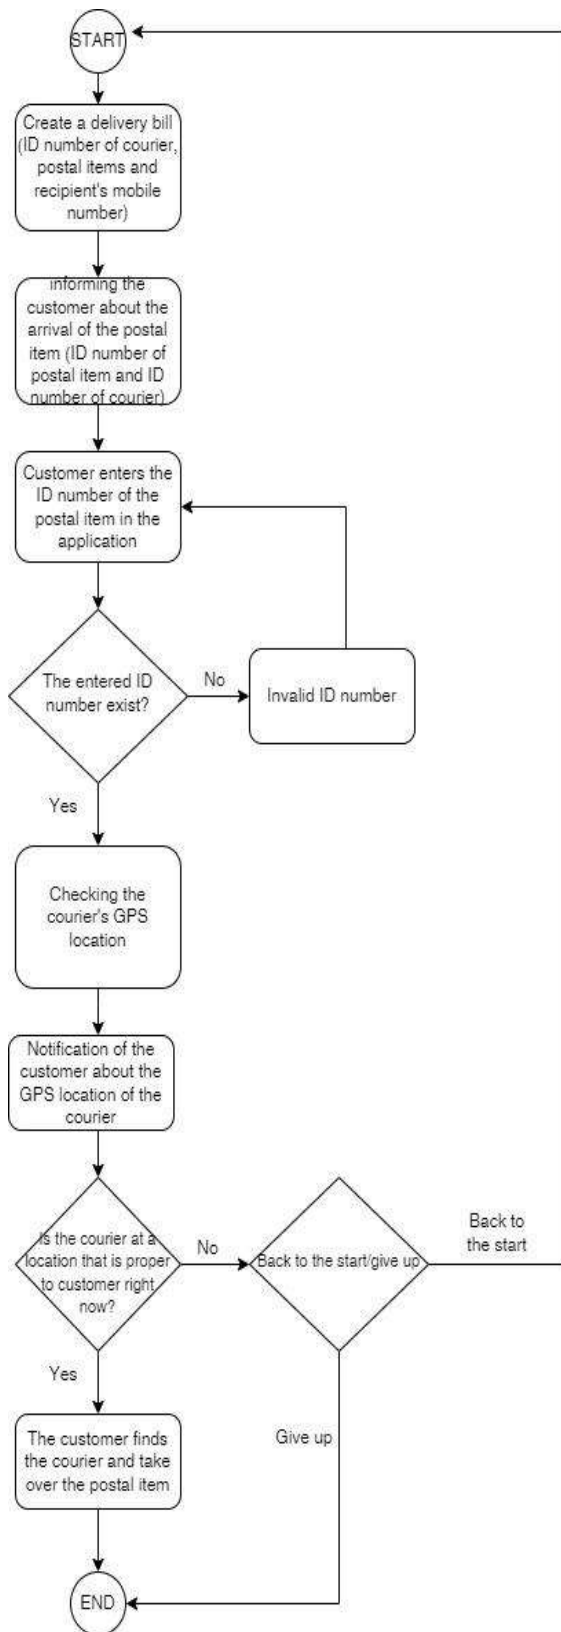 START
Create a delivery bill
(ID number of courier,
postal items and
recipient's mobile
number)
informing the
customer about the
arrival of the postal
item (ID number of
postal item and ID
number of courier)
Customer enters the
ID number of the
postal item in the
application
The entered ID
number exist?
No
Invalid ID number
Yes
Checking the
courier's GPS
location
Notification of the
customer about the
GPS location of the
courier
Is the courier at a
location that is proper
to customer right
now?
No
Back to the start/give up
Back to
the start
Yes
Give up
The customer finds
the courier and take
over the postal item
END